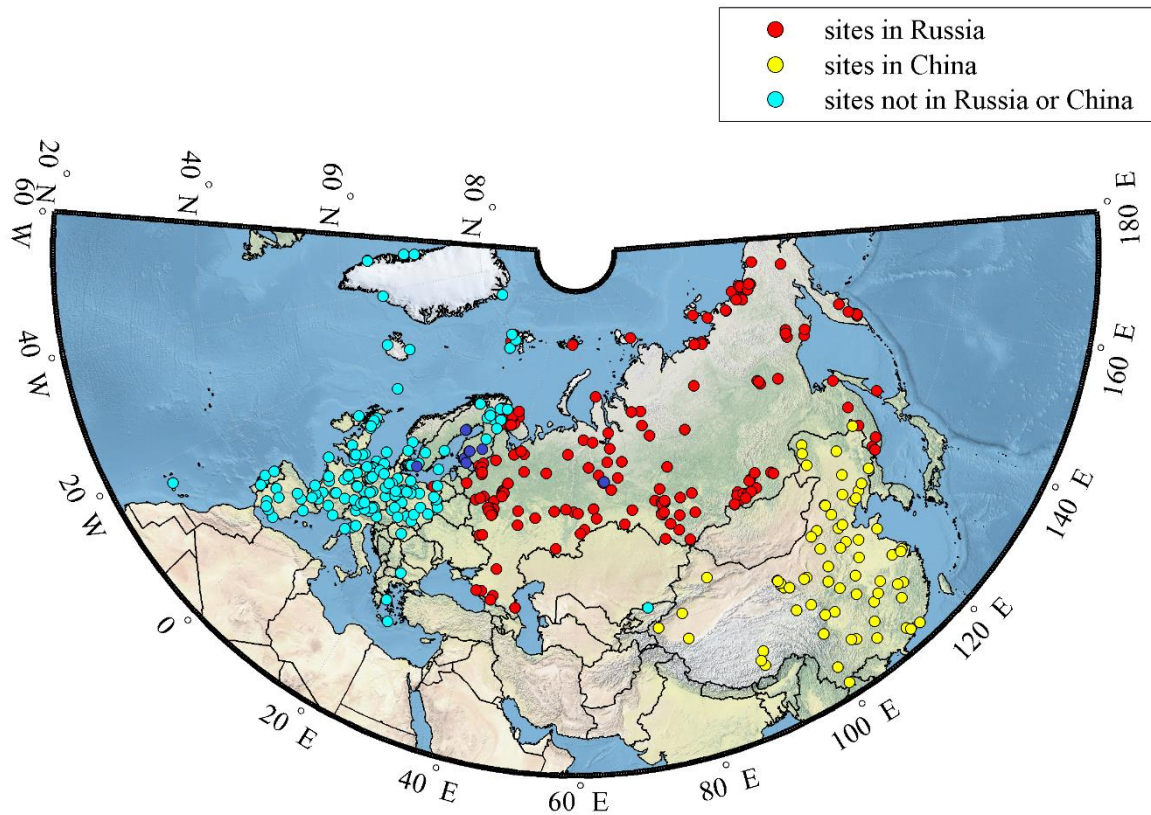 sites in Russia
sites in China
sites not in Russia or China
20° N
40° N
60° N
80° N
60° W
40° W
20° W
0°
20° E
40° E
60° E
80° E
100° E
120° E
140° E
160° E
180° E